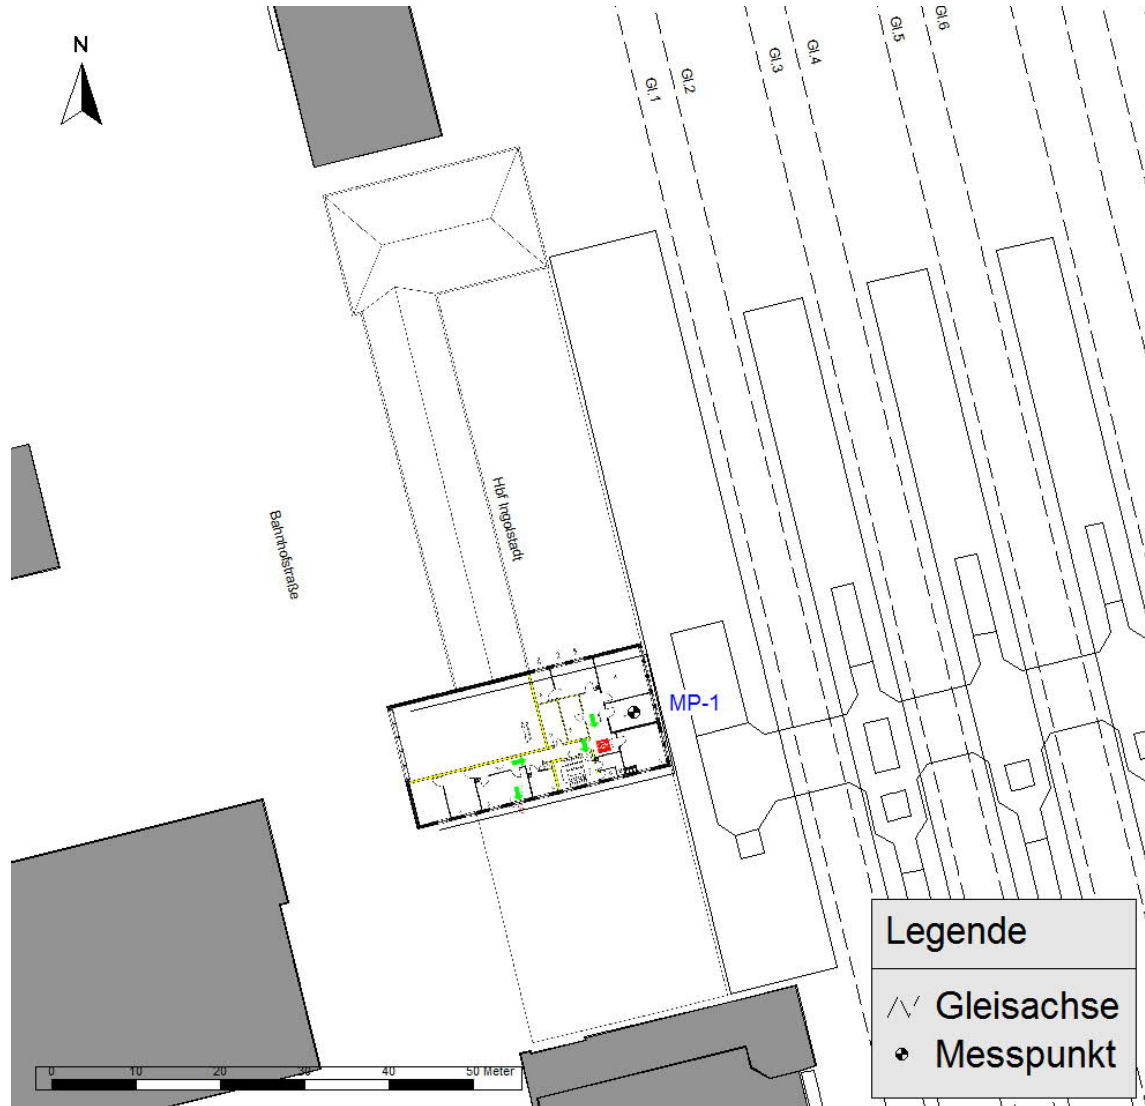 N
Gl.1
Gl.2
Gl.3
Gl.4
Gl.5
Gl.6
Hbf Ingolstadt
Bahnhofstraße
MP-1
Legende
Gleisachse
Messpunkt
0 10 20 30 40 50 Meter